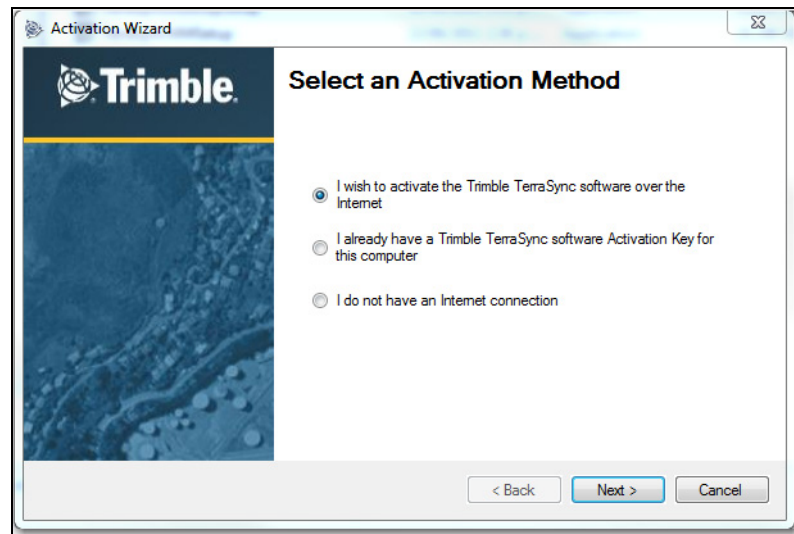 Activation Wizard
Trimble.
Select an Activation Method
I wish to activate the Trimble TerraSync software over the
Internet
I already have a Trimble TerraSync software Activation Key for
this computer
I do not have an Internet connection
< Back
Next >
Cancel